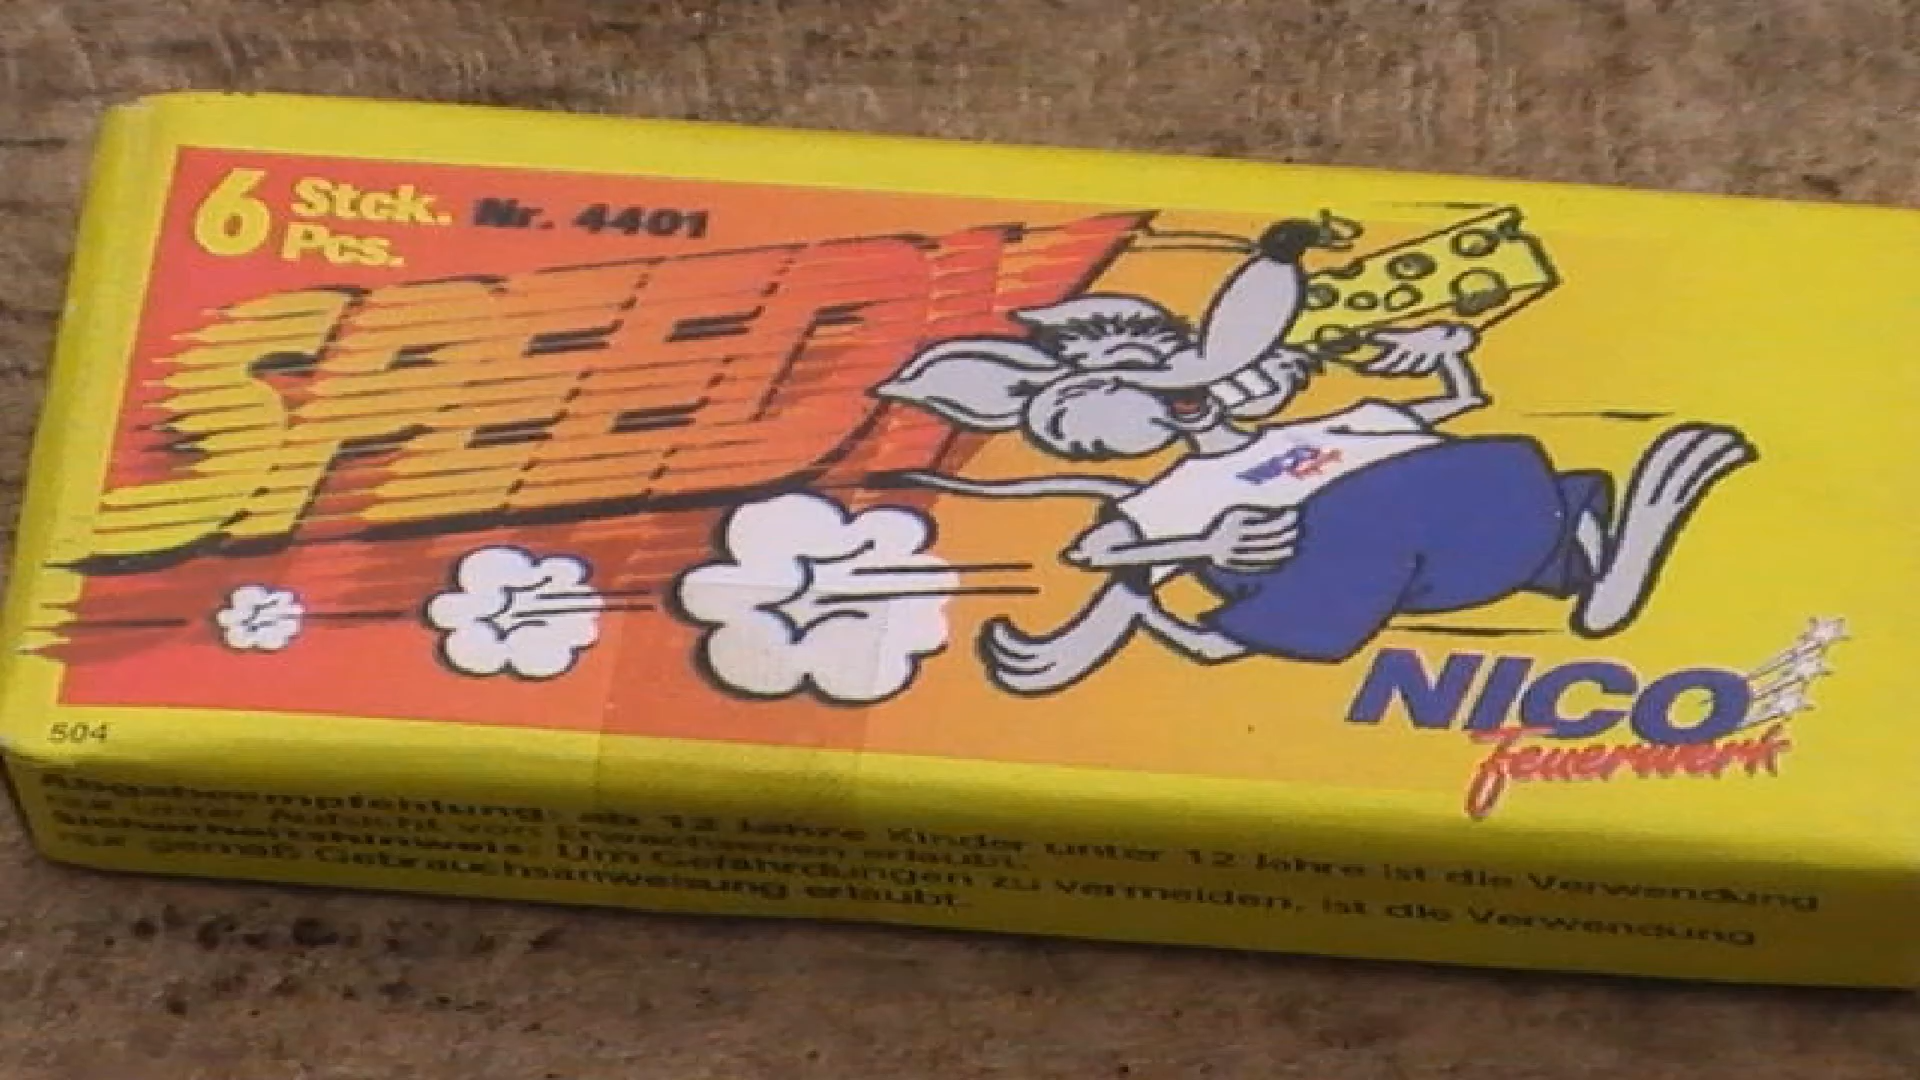 6 Stck. Nr. 4401
Pcs.
SPEEDY
NICO
feuerwerk
504
Abgabeempfehlung: ab 12 Jahre Kinder unter 12 Jahre ist die Verwendung
nur unter Aufsicht von Erwachsenen erlaubt.
Sicherheitshinweis: Um Gefährdungen zu vermeiden, ist die Verwendung
nur gemäß Gebrauchsanweisung erlaubt.